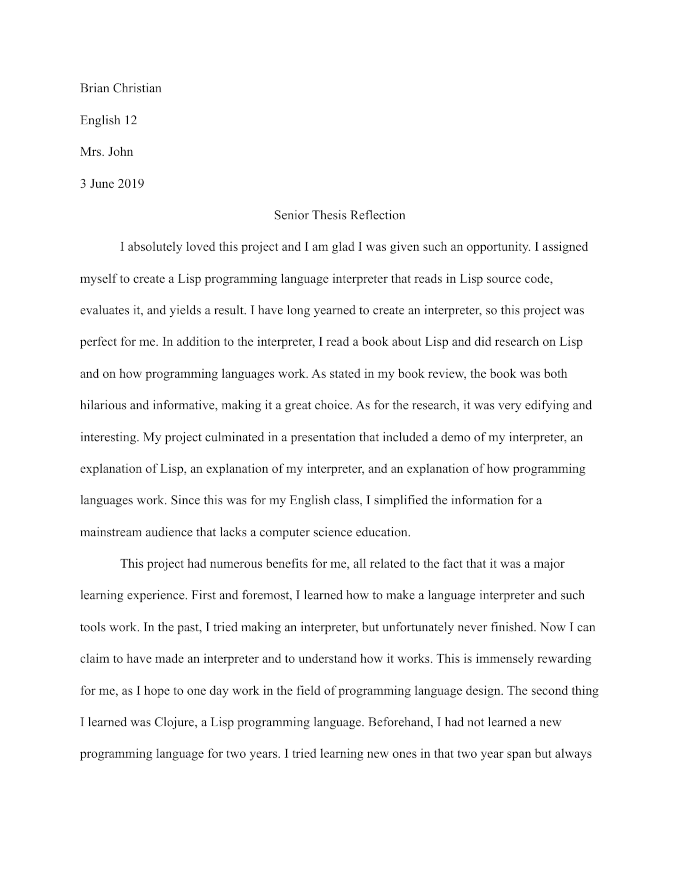 Brian Christian
English 12
Mrs. John
3 June 2019
Senior Thesis Reflection
I absolutely loved this project and I am glad I was given such an opportunity. I assigned
myself to create a Lisp programming language interpreter that reads in Lisp source code,
evaluates it, and yields a result. I have long yearned to create an interpreter, so this project was
perfect for me. In addition to the interpreter, I read a book about Lisp and did research on Lisp
and on how programming languages work. As stated in my book review, the book was both
hilarious and informative, making it a great choice. As for the research, it was very edifying and
interesting. My project culminated in a presentation that included a demo of my interpreter, an
explanation of Lisp, an explanation of my interpreter, and an explanation of how programming
languages work. Since this was for my English class, I simplified the information for a
mainstream audience that lacks a computer science education.
This project had numerous benefits for me, all related to the fact that it was a major
learning experience. First and foremost, I learned how to make a language interpreter and such
tools work. In the past, I tried making an interpreter, but unfortunately never finished. Now I can
claim to have made an interpreter and to understand how it works. This is immensely rewarding
for me, as I hope to one day work in the field of programming language design. The second thing
I learned was Clojure, a Lisp programming language. Beforehand, I had not learned a new
programming language for two years. I tried learning new ones in that two year span but always